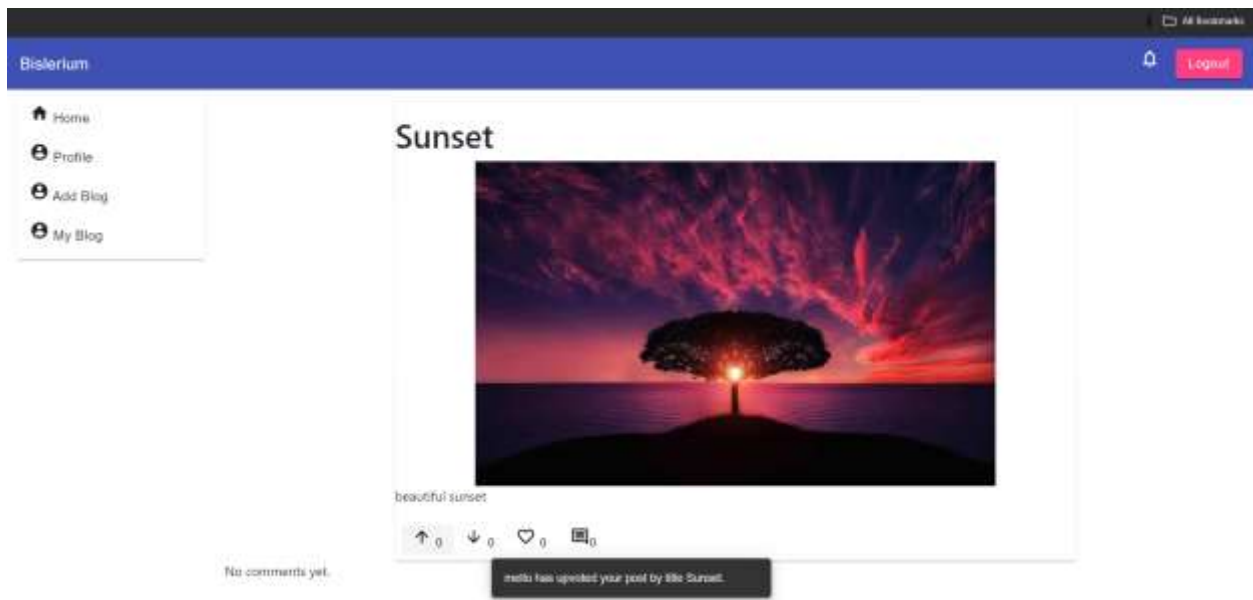 All Bookmarks
Bislerium
Logout
Home
Profile
Add Blog
My Blog
Sunset
beautiful sunset
0 0 0 0
No comments yet.
mello has upvoted your post by title Sunset.